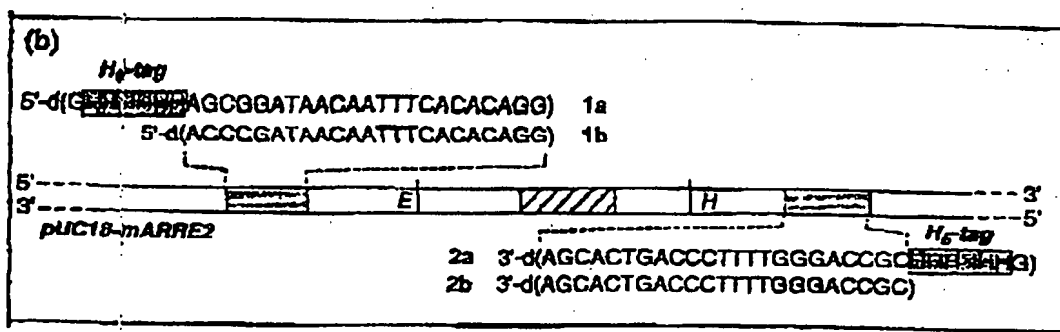 (b)
H6-tag
5'-d(G AGCGGATAACAATTTCACACAGG) 1a
5'-d(ACCCGATAACAATTTCACACAGG) 1b
5' 3'
E H
3' 5'
pUC18-mARRE2
H6-tag
2a 3'-d(AGCACTGACCCTTTTGGGACCGC HG)
2b 3'-d(AGCACTGACCCTTTTGGGACCGC)